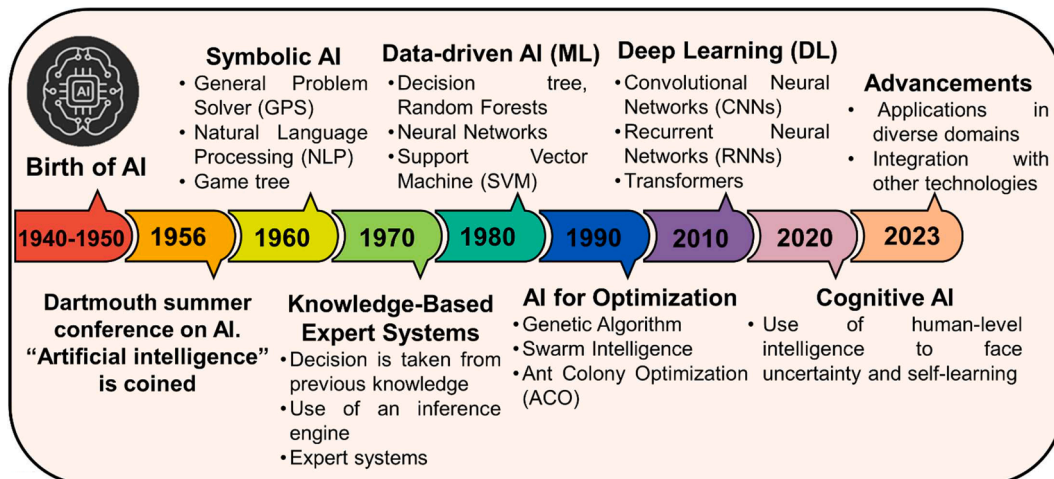 AI
Birth of AI
1940-1950
1956
Dartmouth summer
conference on AI.
“Artificial intelligence”
is coined
Symbolic AI
• General Problem
Solver (GPS)
• Natural Language
Processing (NLP)
• Game tree
1960
1970
Knowledge-Based
Expert Systems
• Decision is taken from
previous knowledge
• Use of an inference
engine
• Expert systems
Data-driven AI (ML)
• Decision tree,
Random Forests
• Neural Networks
• Support Vector
Machine (SVM)
1980
1990
AI for Optimization
• Genetic Algorithm
• Swarm Intelligence
• Ant Colony Optimization
(ACO)
Deep Learning (DL)
• Convolutional Neural
Networks (CNNs)
• Recurrent Neural
Networks (RNNs)
• Transformers
2010
2020
Cognitive AI
• Use of human-level
intelligence to face
uncertainty and self-learning
Advancements
• Applications in
diverse domains
• Integration with
other technologies
2023